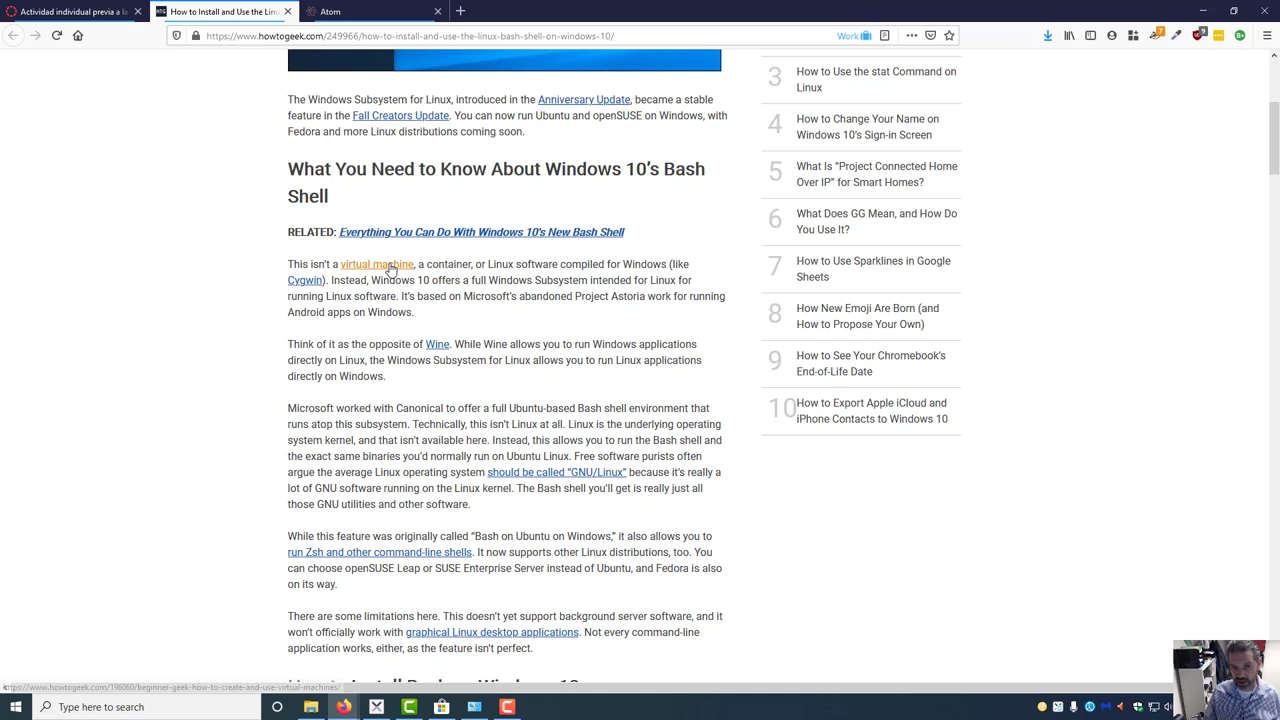 Actividad individual previa a la
How to Install and Use the Linu
Atom
https://www.howtogeek.com/249966/how-to-install-and-use-the-linux-bash-shell-on-windows-10/
Work
The Windows Subsystem for Linux, introduced in the Anniversary Update, became a stable
feature in the Fall Creators Update. You can now run Ubuntu and openSUSE on Windows, with
Fedora and more Linux distributions coming soon.
What You Need to Know About Windows 10's Bash
Shell
RELATED: Everything You Can Do With Windows 10's New Bash Shell
This isn't a virtual machine, a container, or Linux software compiled for Windows (like
Cygwin). Instead, Windows 10 offers a full Windows Subsystem intended for Linux for
running Linux software. It's based on Microsoft's abandoned Project Astoria work for running
Android apps on Windows.
Think of it as the opposite of Wine. While Wine allows you to run Windows applications
directly on Linux, the Windows Subsystem for Linux allows you to run Linux applications
directly on Windows.
Microsoft worked with Canonical to offer a full Ubuntu-based Bash shell environment that
runs atop this subsystem. Technically, this isn't Linux at all. Linux is the underlying operating
system kernel, and that isn't available here. Instead, this allows you to run the Bash shell and
the exact same binaries you'd normally run on Ubuntu Linux. Free software purists often
argue the average Linux operating system should be called "GNU/Linux" because it's really a
lot of GNU software running on the Linux kernel. The Bash shell you'll get is really just all
those GNU utilities and other software.
While this feature was originally called "Bash on Ubuntu on Windows," it also allows you to
run Zsh and other command-line shells. It now supports other Linux distributions, too. You
can choose openSUSE Leap or SUSE Enterprise Server instead of Ubuntu, and Fedora is also
on its way.
There are some limitations here. This doesn't yet support background server software, and it
won't officially work with graphical Linux desktop applications. Not every command-line
application works, either, as the feature isn't perfect.
3 How to Use the stat Command on
Linux
4 How to Change Your Name on
Windows 10's Sign-in Screen
5 What Is "Project Connected Home
Over IP" for Smart Homes?
6 What Does GG Mean, and How Do
You Use It?
7 How to Use Sparklines in Google
Sheets
8 How New Emoji Are Born (and
How to Propose Your Own)
9 How to See Your Chromebook's
End-of-Life Date
10 How to Export Apple iCloud and
iPhone Contacts to Windows 10
https://www.howtogeek.com/196060/beginner-geek-how-to-create-and-use-virtual-machines/
Type here to search